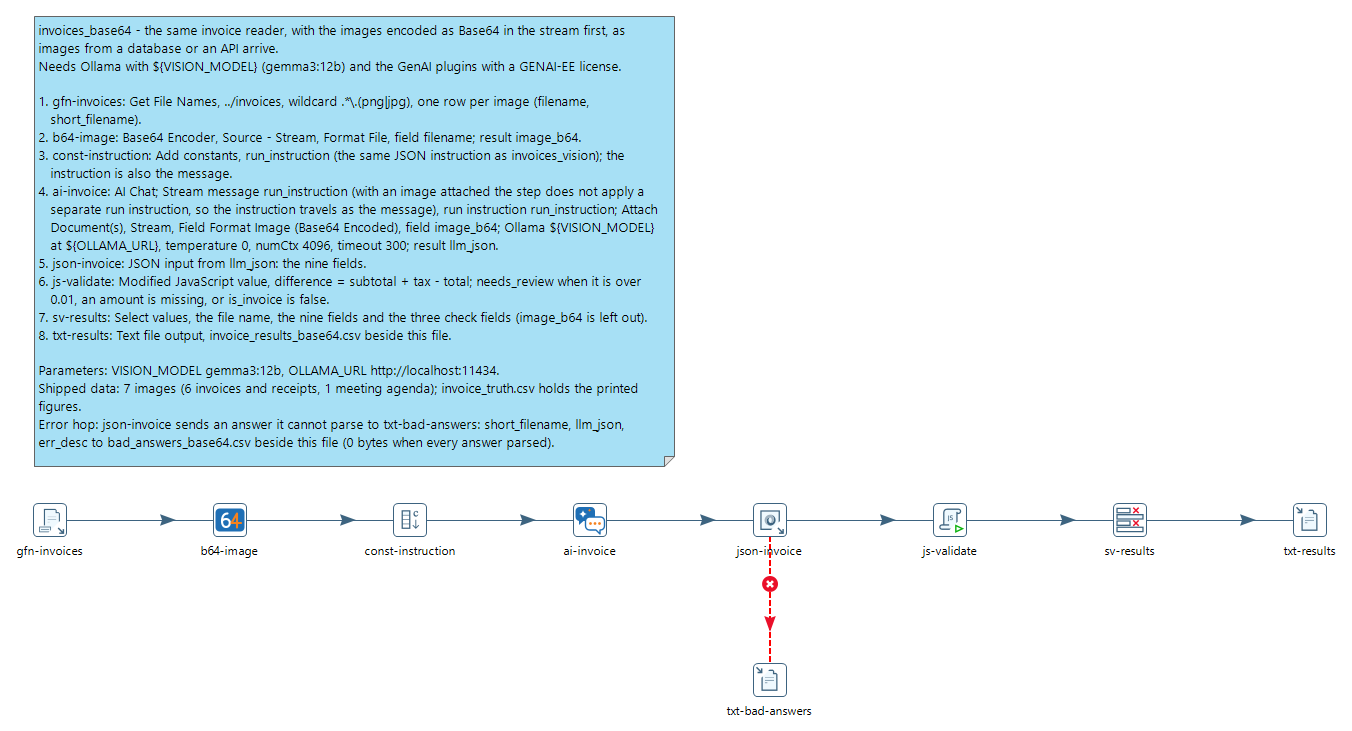 invoices_base64 - the same invoice reader, with the images encoded as Base64 in the stream first, as
images from a database or an API arrive.
Needs Ollama with ${VISION_MODEL} (gemma3:12b) and the GenAI plugins with a GENAI-EE license.
1. gfn-invoices: Get File Names, ../invoices, wildcard .*\.(png|jpg), one row per image (filename,
short_filename).
2. b64-image: Base64 Encoder, Source - Stream, Format File, field filename; result image_b64.
3. const-instruction: Add constants, run_instruction (the same JSON instruction as invoices_vision); the
instruction is also the message.
4. ai-invoice: AI Chat; Stream message run_instruction (with an image attached the step does not apply a
separate run instruction, so the instruction travels as the message), run instruction run_instruction; Attach
Document(s), Stream, Field Format Image (Base64 Encoded), field image_b64; Ollama ${VISION_MODEL}
at ${OLLAMA_URL}, temperature 0, numCtx 4096, timeout 300; result llm_json.
5. json-invoice: JSON input from llm_json: the nine fields.
6. js-validate: Modified JavaScript value, difference = subtotal + tax - total; needs_review when it is over
0.01, an amount is missing, or is_invoice is false.
7. sv-results: Select values, the file name, the nine fields and the three check fields (image_b64 is left out).
8. txt-results: Text file output, invoice_results_base64.csv beside this file.
Parameters: VISION_MODEL gemma3:12b, OLLAMA_URL http://localhost:11434.
Shipped data: 7 images (6 invoices and receipts, 1 meeting agenda); invoice_truth.csv holds the printed
figures.
Error hop: json-invoice sends an answer it cannot parse to txt-bad-answers: short_filename, llm_json,
err_desc to bad_answers_base64.csv beside this file (0 bytes when every answer parsed).
64
c
JS
gfn-invoices
b64-image
const-instruction
ai-invoice
json-invoice
js-validate
sv-results
txt-results
txt-bad-answers